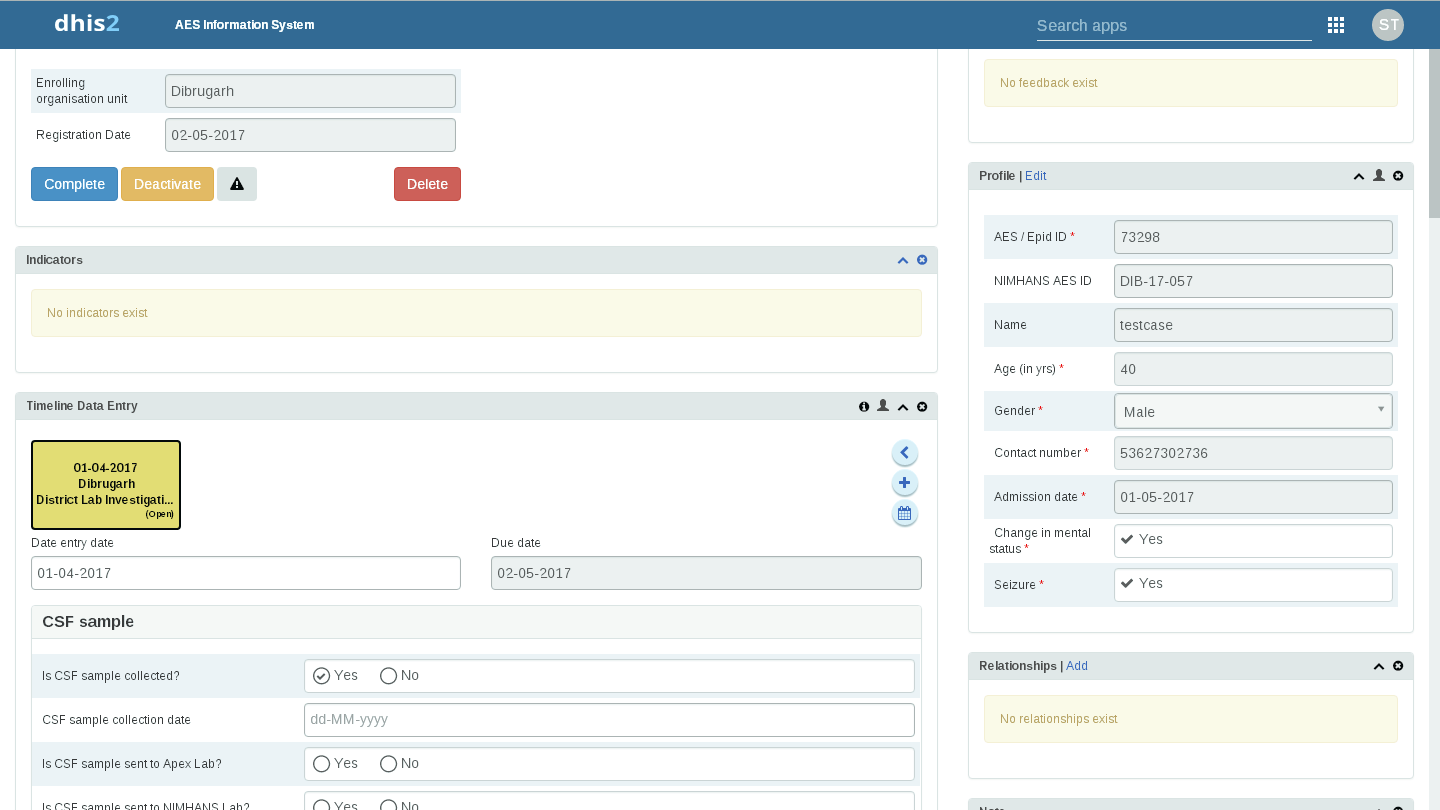 dhis2
AES Information System
Search apps
ST
Enrolling
organisation unit
Dibrugarh
Registration Date
02-05-2017
Complete
Deactivate
Delete
Indicators
No indicators exist
Timeline Data Entry
01-04-2017
Dibrugarh
District Lab Investigati...
(Open)
Date entry date
Due date
01-04-2017
02-05-2017
CSF sample
Is CSF sample collected?
Yes No
CSF sample collection date
dd-MM-yyyy
Is CSF sample sent to Apex Lab?
Yes No
Is CSF sample sent to NIMHANS Lab?
Yes No
No feedback exist
Profile | Edit
AES / Epid ID *
73298
NIMHANS AES ID
DIB-17-057
Name
testcase
Age (in yrs) *
40
Gender *
Male
Contact number *
53627302736
Admission date *
01-05-2017
Change in mental
status *
Yes
Seizure *
Yes
Relationships | Add
No relationships exist
Note